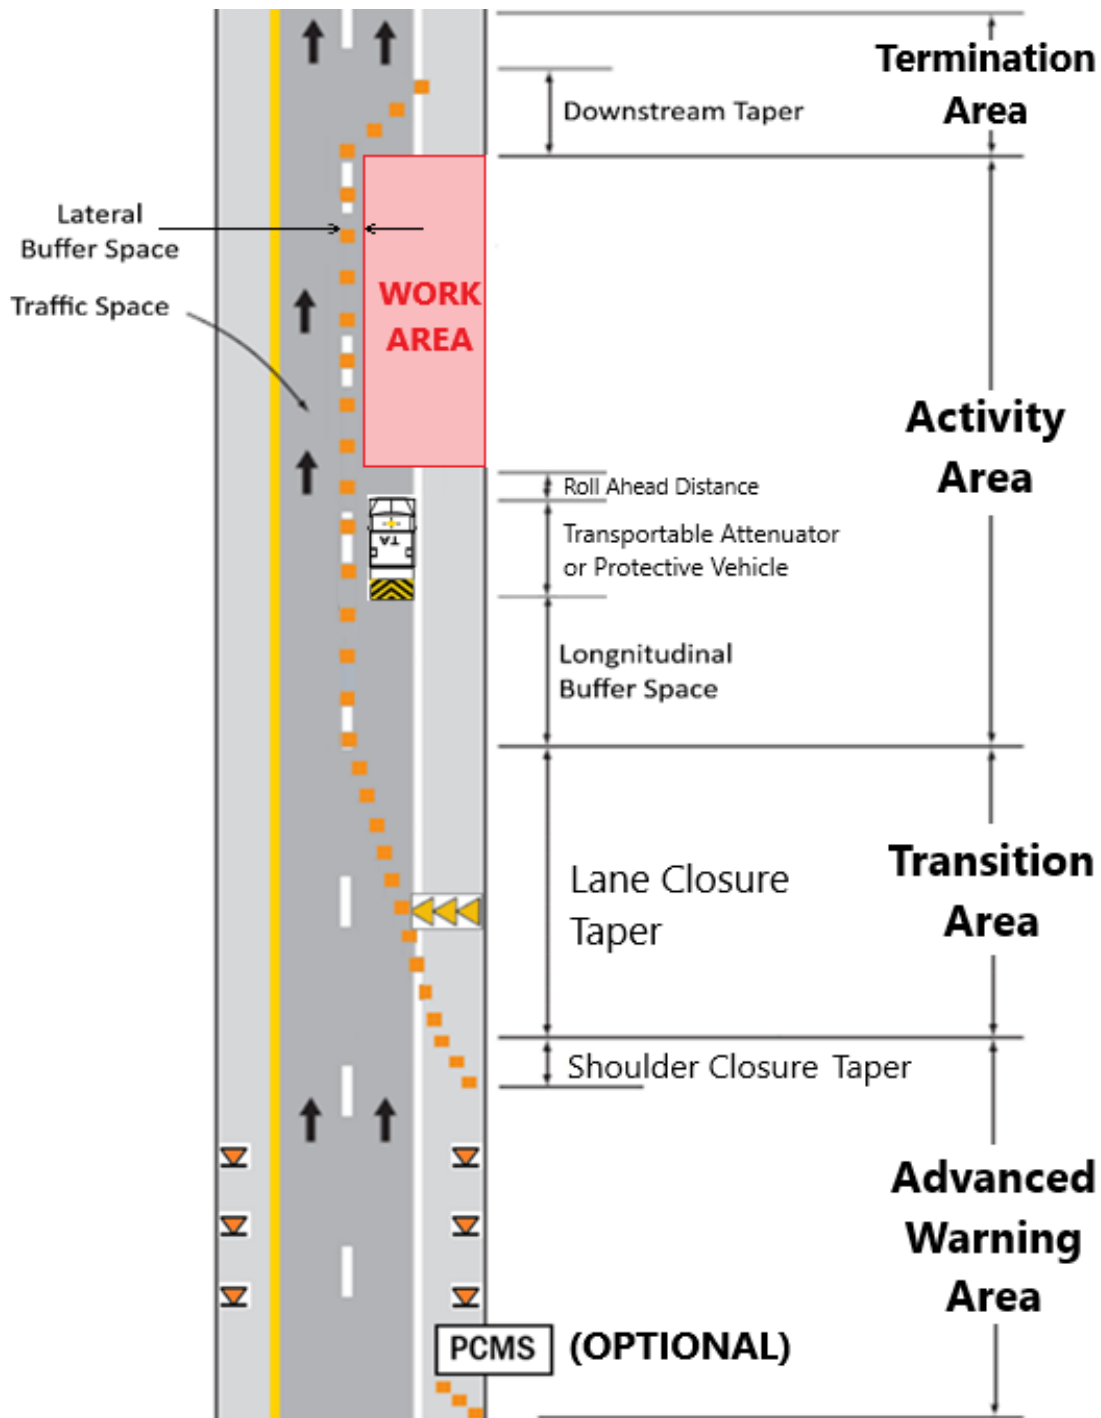 Termination
Area
Downstream Taper
Lateral
Buffer Space
Traffic Space
WORK
AREA
Activity
Area
Roll Ahead Distance
Transportable Attenuator
or Protective Vehicle
TA
Longnitudinal
Buffer Space
Lane Closure
Taper
Transition
Area
Shoulder Closure Taper
Advanced
Warning
Area
PCMS (OPTIONAL)